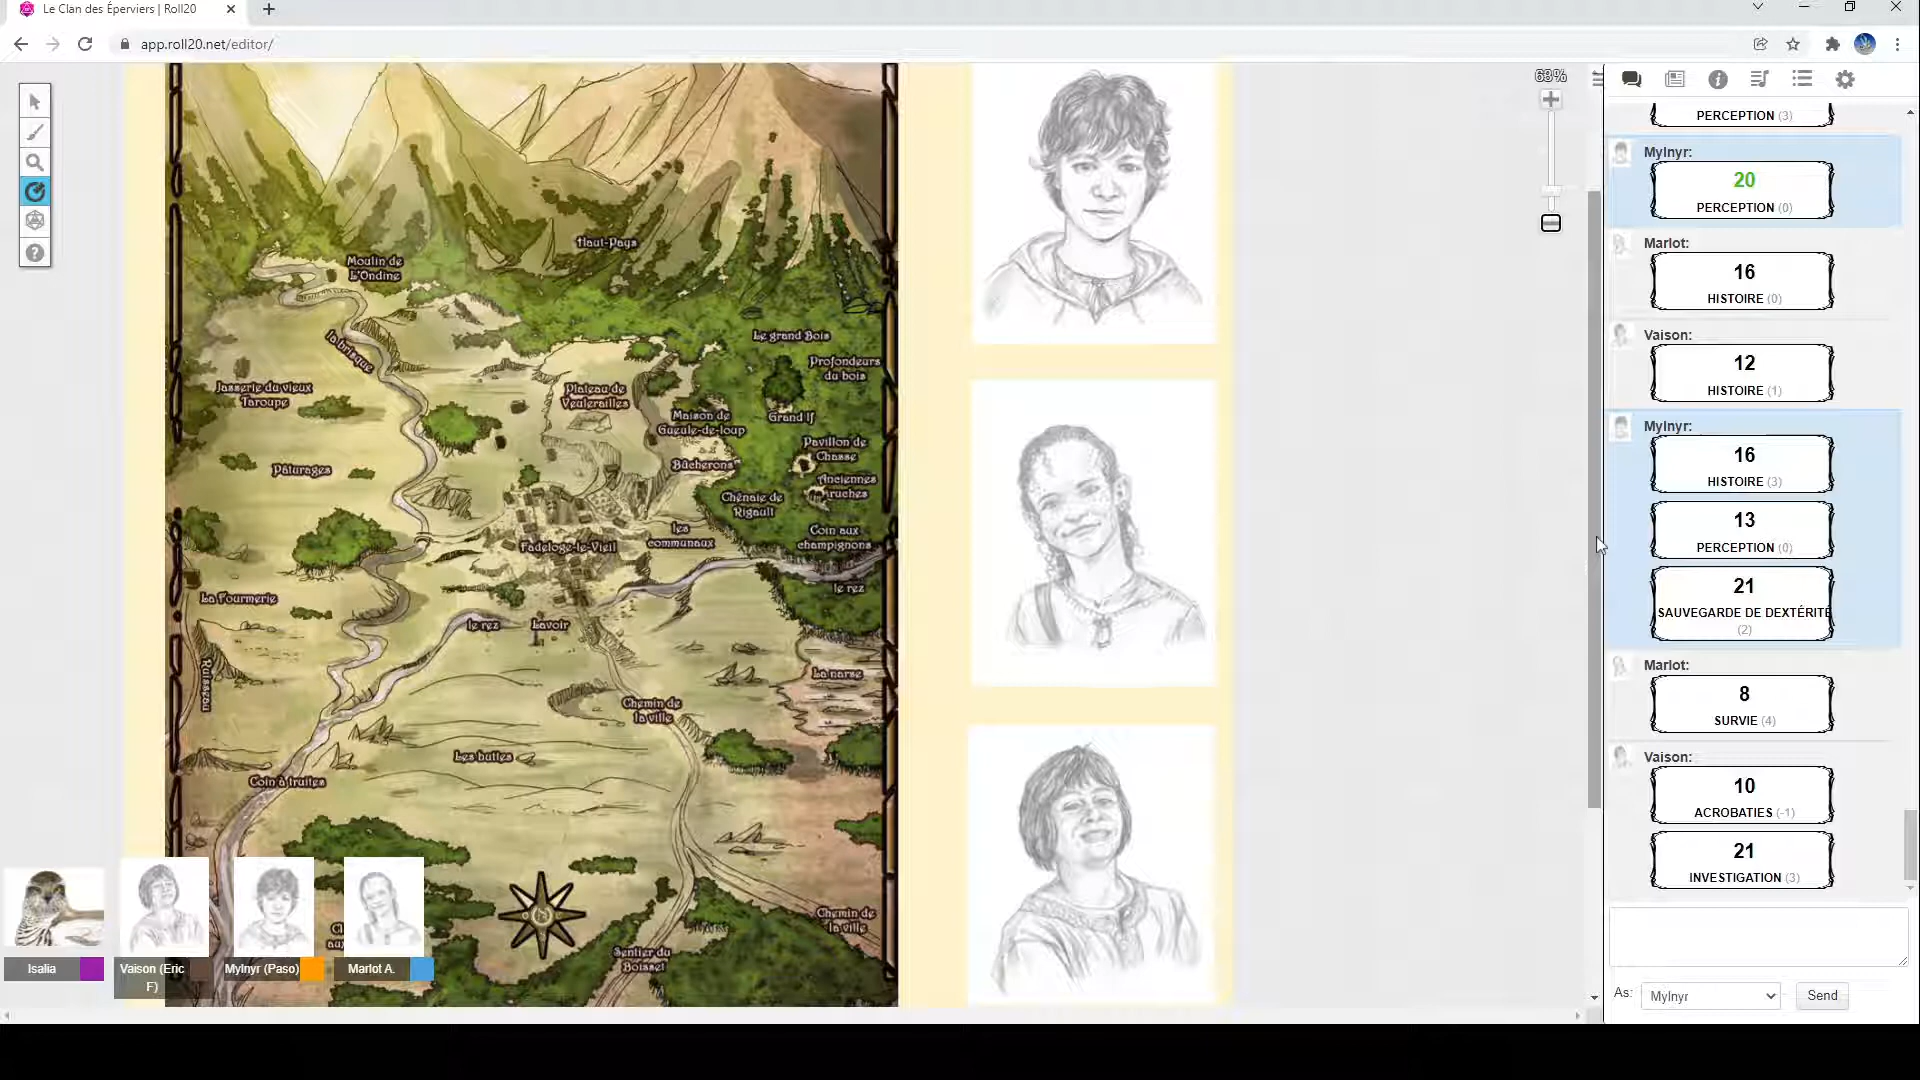 Le Clan des Éperviers | Roll20
app.roll20.net/editor/
68%
Haut-Pays
Moulin de
L'Ondine
la brisque
Le grand Bois
Profondeurs
du bois
Jasserie du vieux
Taroupe
Plateau de
Veulerailles
Maison de
Gueule-de-loup
Grand If
Pavillon de
Chasse
Pâturages
Bûcherons
Anciennes
ruches
Chênaie de
Rigault
Coin aux
champignons
les
communaux
Fadeloge-le-Vieil
le rez
La Fourmerie
le rez
Lavoir
Ruisseau
La narse
Chemin de
la ville
Les buttes
Coin à truites
Chemin de
la ville
Sentier du
Boisset
Isalia
Vaison (Eric
F)
Mylnyr (Paso)
Marlot A.
PERCEPTION (3)
Mylnyr:
20
PERCEPTION (0)
Marlot:
16
HISTOIRE (0)
Vaison:
12
HISTOIRE (1)
Mylnyr:
16
HISTOIRE (3)
13
PERCEPTION (0)
21
SAUVEGARDE DE DEXTÉRITÉ
(2)
Marlot:
8
SURVIE (4)
Vaison:
10
ACROBATIES (-1)
21
INVESTIGATION (3)
As:
Mylnyr
Send